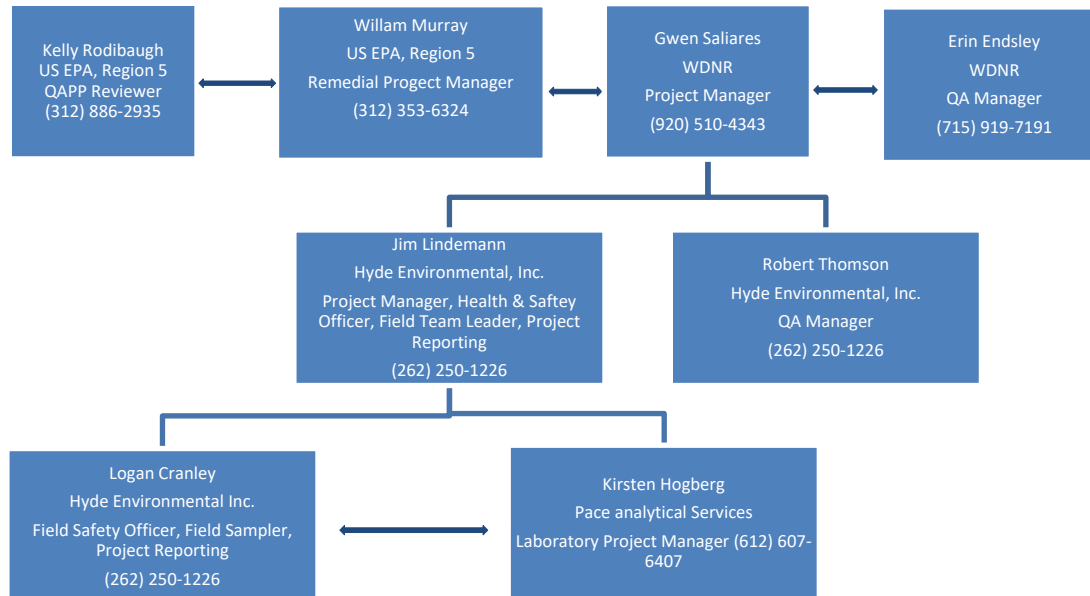 Kelly Rodibaugh
US EPA, Region 5
QAPP Reviewer
(312) 886-2935
Willam Murray
US EPA, Region 5
Remedial Progect Manager
(312) 353-6324
Gwen Saliares
WDNR
Project Manager
(920) 510-4343
Erin Endsley
WDNR
QA Manager
(715) 919-7191
Jim Lindemann
Hyde Environmental, Inc.
Project Manager, Health & Saftey
Officer, Field Team Leader, Project
Reporting
(262) 250-1226
Robert Thomson
Hyde Environmental, Inc.
QA Manager
(262) 250-1226
Logan Cranley
Hyde Environmental Inc.
Field Safety Officer, Field Sampler,
Project Reporting
(262) 250-1226
Kirsten Hogberg
Pace analytical Services
Laboratory Project Manager (612) 607-
6407